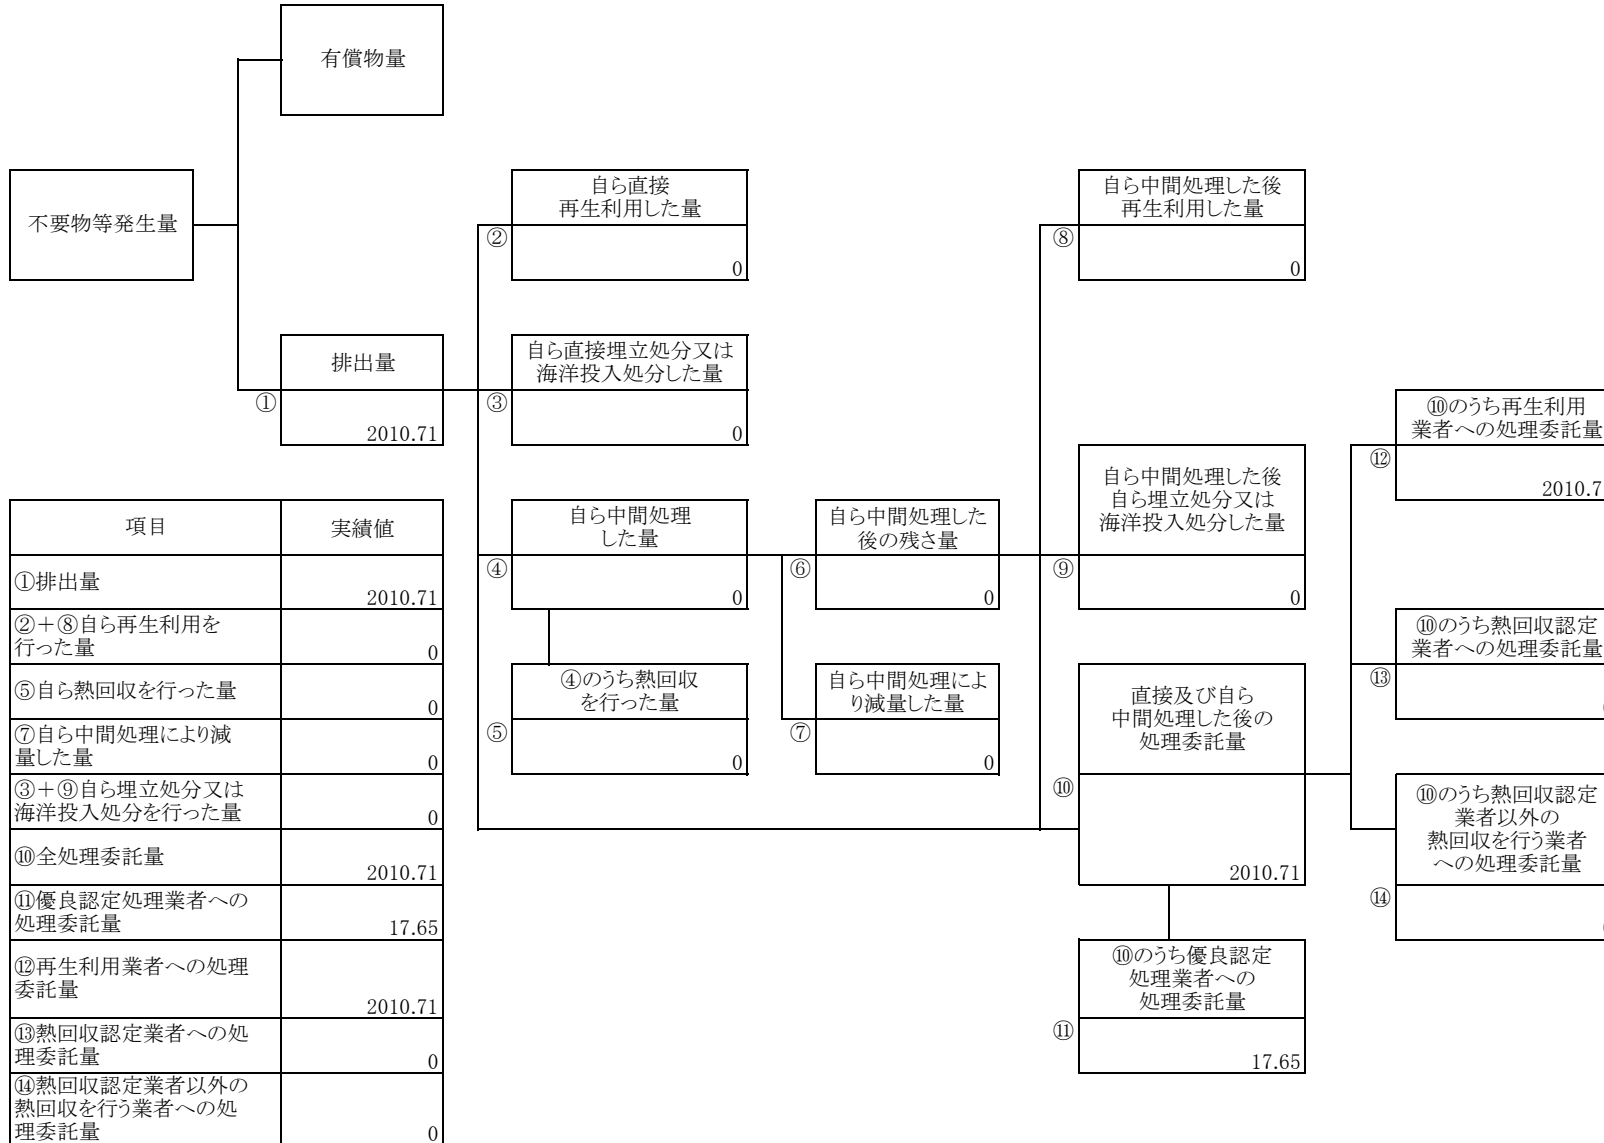 有償物量
不要物等発生量
自ら直接
再生利用した量
②
0
自ら中間処理した後
再生利用した量
⑧
0
排出量
①
2010.71
自ら直接埋立処分又は
海洋投入処分した量
③
0
⑩のうち再生利用
業者への処理委託量
⑫
2010.7
自ら中間処理
した量
④
0
自ら中間処理した
後の残さ量
⑥
0
自ら中間処理した後
自ら埋立処分又は
海洋投入処分した量
⑨
0
⑩のうち熱回収認定
業者への処理委託量
⑬
④のうち熱回収
を行った量
⑤
0
自ら中間処理によ
り減量した量
⑦
0
直接及び自ら
中間処理した後の
処理委託量
⑩
2010.71
⑩のうち熱回収認定
業者以外の
熱回収を行う業者
への処理委託量
⑭
⑩のうち優良認定
処理業者への
処理委託量
⑪
17.65
項目 実績値
①排出量
2010.71
②+⑧自ら再生利用を
行った量 0
⑤自ら熱回収を行った量
0
⑦自ら中間処理により減
量した量 0
③+⑨自ら埋立処分又は
海洋投入処分を行った量 0
⑩全処理委託量
2010.71
⑪優良認定処理業者への
処理委託量 17.65
⑫再生利用業者への処理
委託量
2010.71
⑬熱回収認定業者への処
理委託量 0
⑭熱回収認定業者以外の
熱回収を行う業者への処
理委託量 0